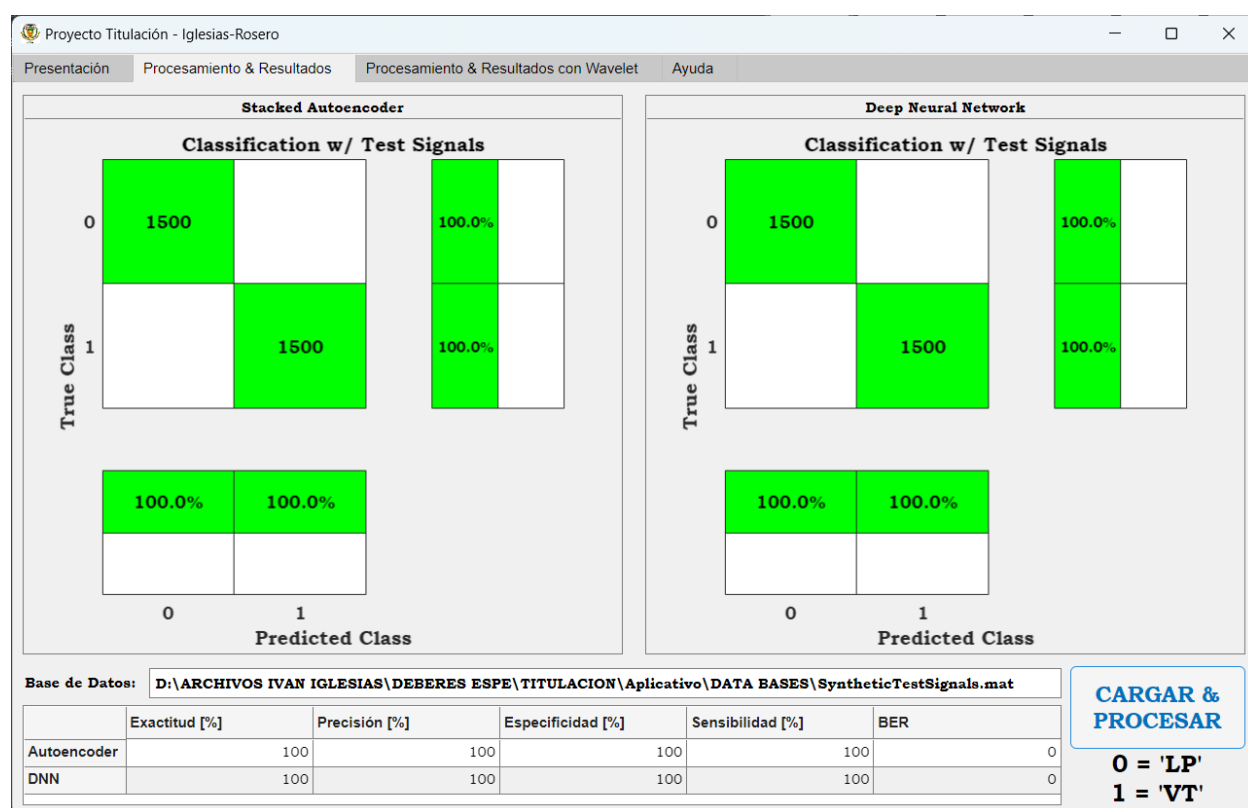 Proyecto Titulación - Iglesias-Rosero
Presentación Procesamiento & Resultados Procesamiento & Resultados con Wavelet Ayuda
Stacked Autoencoder
Classification w/ Test Signals
0
1500
100.0%
True Class
1
1500
100.0%
100.0% 100.0%
0 1
Predicted Class
Deep Neural Network
Classification w/ Test Signals
0
1500
100.0%
True Class
1
1500
100.0%
100.0% 100.0%
0 1
Predicted Class
Base de Datos: D:\ARCHIVOS IVAN IGLESIAS\DEBERES ESPE\TITULACION\Aplicativo\DATA BASES\SyntheticTestSignals.mat
Exactitud [%] Precisión [%] Especificidad [%] Sensibilidad [%] BER
Autoencoder 100 100 100 100 0
DNN 100 100 100 100 0
CARGAR &
PROCESAR
0 = 'LP'
1 = 'VT'